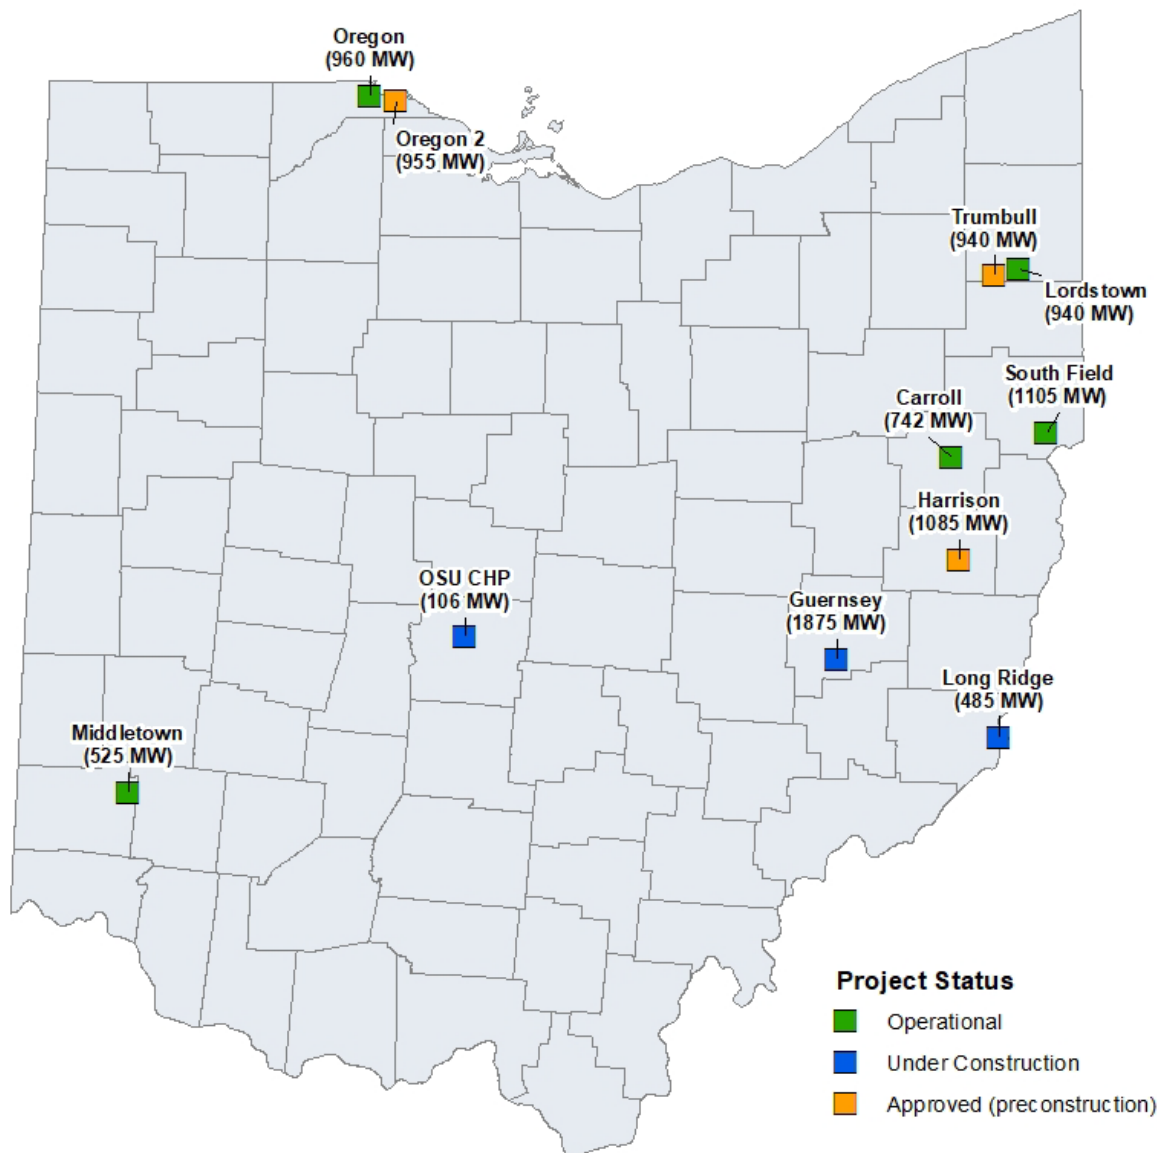 Oregon
(960 MW)
Oregon 2
(955 MW)
Trumbull
(940 MW)
Lordstown
(940 MW)
South Field
(1105 MW)
Carroll
(742 MW)
Harrison
(1085 MW)
OSU CHP
(106 MW)
Guernsey
(1875 MW)
Long Ridge
(485 MW)
Middletown
(525 MW)
Project Status
Operational
Under Construction
Approved (preconstruction)